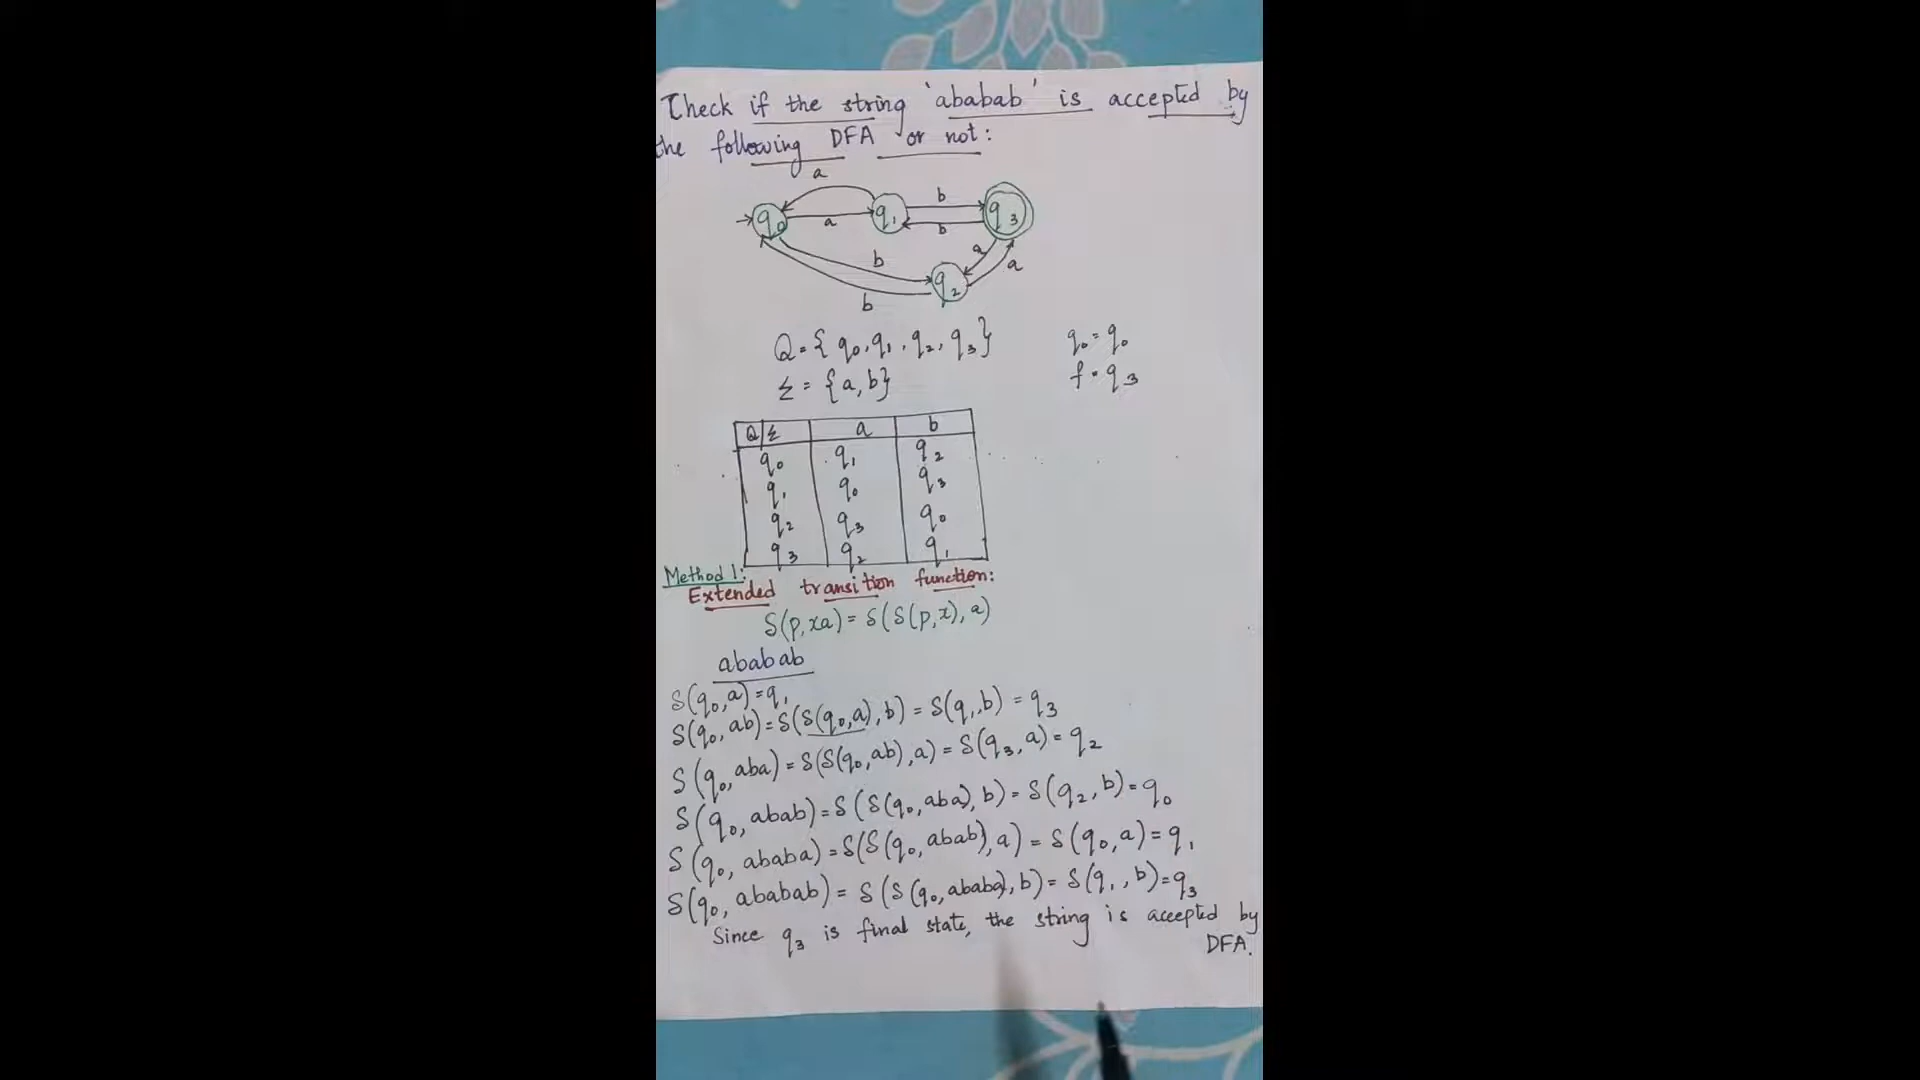 Check if the string 'ababab' is accepted by
the following DFA or not:
a
q₀ a q₁ b q₃
b
b a a
q₂
b
Q = {q₀, q₁, q₂, q₃} q₀ = q₀
Σ = {a, b} f = q₃
Q|Σ a b
q₀ q₁ q₂
q₁ q₀ q₃
q₂ q₃ q₀
q₃ q₂ q₁
Method 1:
Extended transition function:
δ(p, xa) = δ(δ(p, x), a)
ababab
δ(q₀, a) = q₁
δ(q₀, ab) = δ(δ(q₀, a), b) = δ(q₁, b) = q₃
δ(q₀, aba) = δ(δ(q₀, ab), a) = δ(q₃, a) = q₂
δ(q₀, abab) = δ(δ(q₀, aba), b) = δ(q₂, b) = q₀
δ(q₀, ababa) = δ(δ(q₀, abab), a) = δ(q₀, a) = q₁
δ(q₀, ababab) = δ(δ(q₀, ababa), b) = δ(q₁, b) = q₃
Since q₃ is final state, the string is accepted by
DFA.